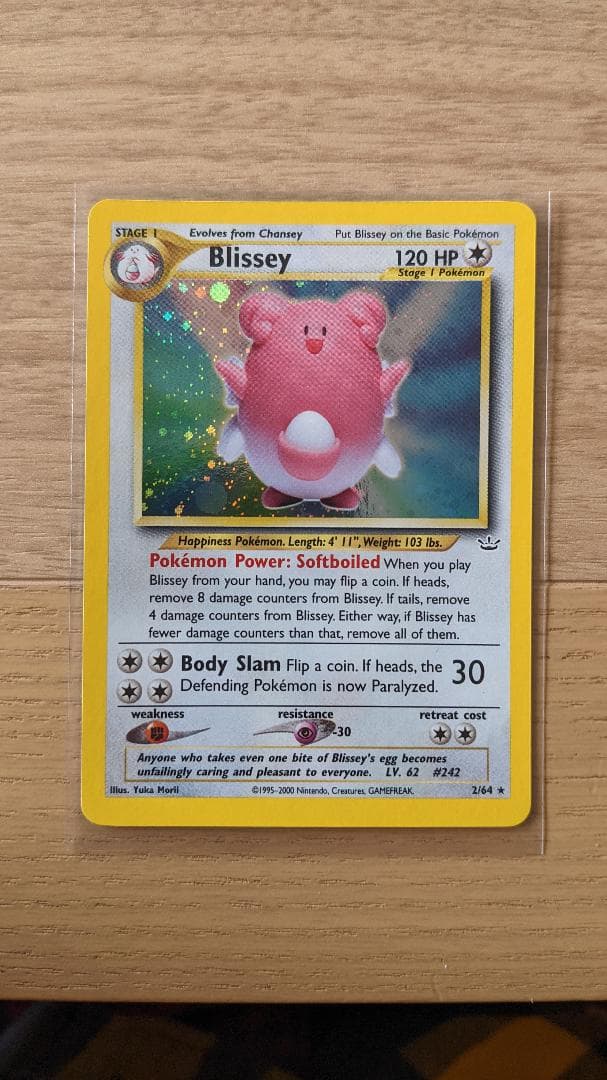 STAGE 1 Evolves from Chansey Put Blissey on the Basic Pokémon
Blissey 120 HP
Stage 1 Pokémon
Happiness Pokémon. Length: 4' 11", Weight: 103 lbs.
Pokémon Power: Softboiled When you play
Blissey from your hand, you may flip a coin. If heads,
remove 8 damage counters from Blissey. If tails, remove
4 damage counters from Blissey. Either way, if Blissey has
fewer damage counters than that, remove all of them.
Body Slam Flip a coin. If heads, the 30
Defending Pokémon is now Paralyzed.
weakness resistance retreat cost
-30
Anyone who takes even one bite of Blissey's egg becomes
unfailingly caring and pleasant to everyone. LV. 62 #242
Illus. Yuka Morii ©1995-2000 Nintendo, Creatures, GAMEFREAK. 2/64 ★